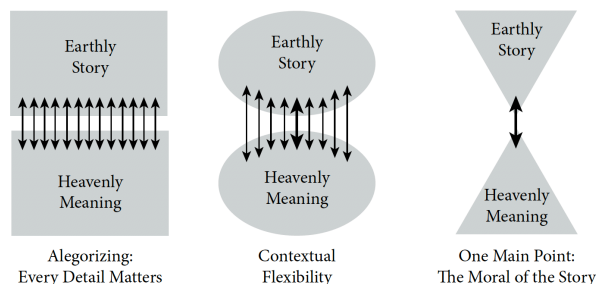 Earthly
Story
Heavenly
Meaning
Alegorizing:
Every Detail Matters
Earthly
Story
Heavenly
Meaning
Contextual
Flexibility
Earthly
Story
Heavenly
Meaning
One Main Point:
The Moral of the Story